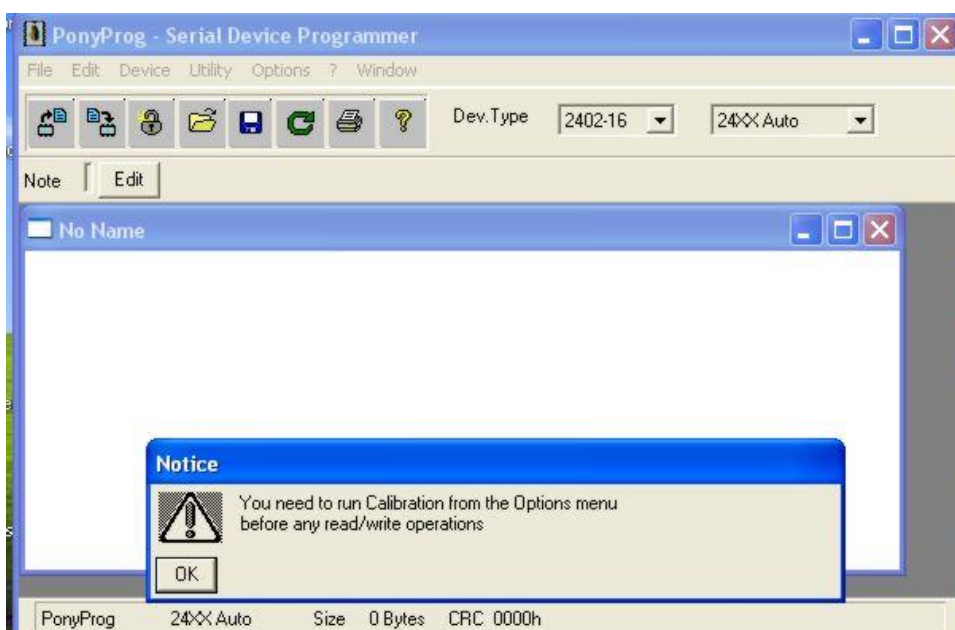 PonyProg - Serial Device Programmer
File Edit Device Utility Options ? Window
Dev.Type 2402-16 24XX Auto
Note Edit
No Name
Notice
You need to run Calibration from the Options menu
before any read/write operations
OK
PonyProg 24XX Auto Size 0 Bytes CRC 0000h